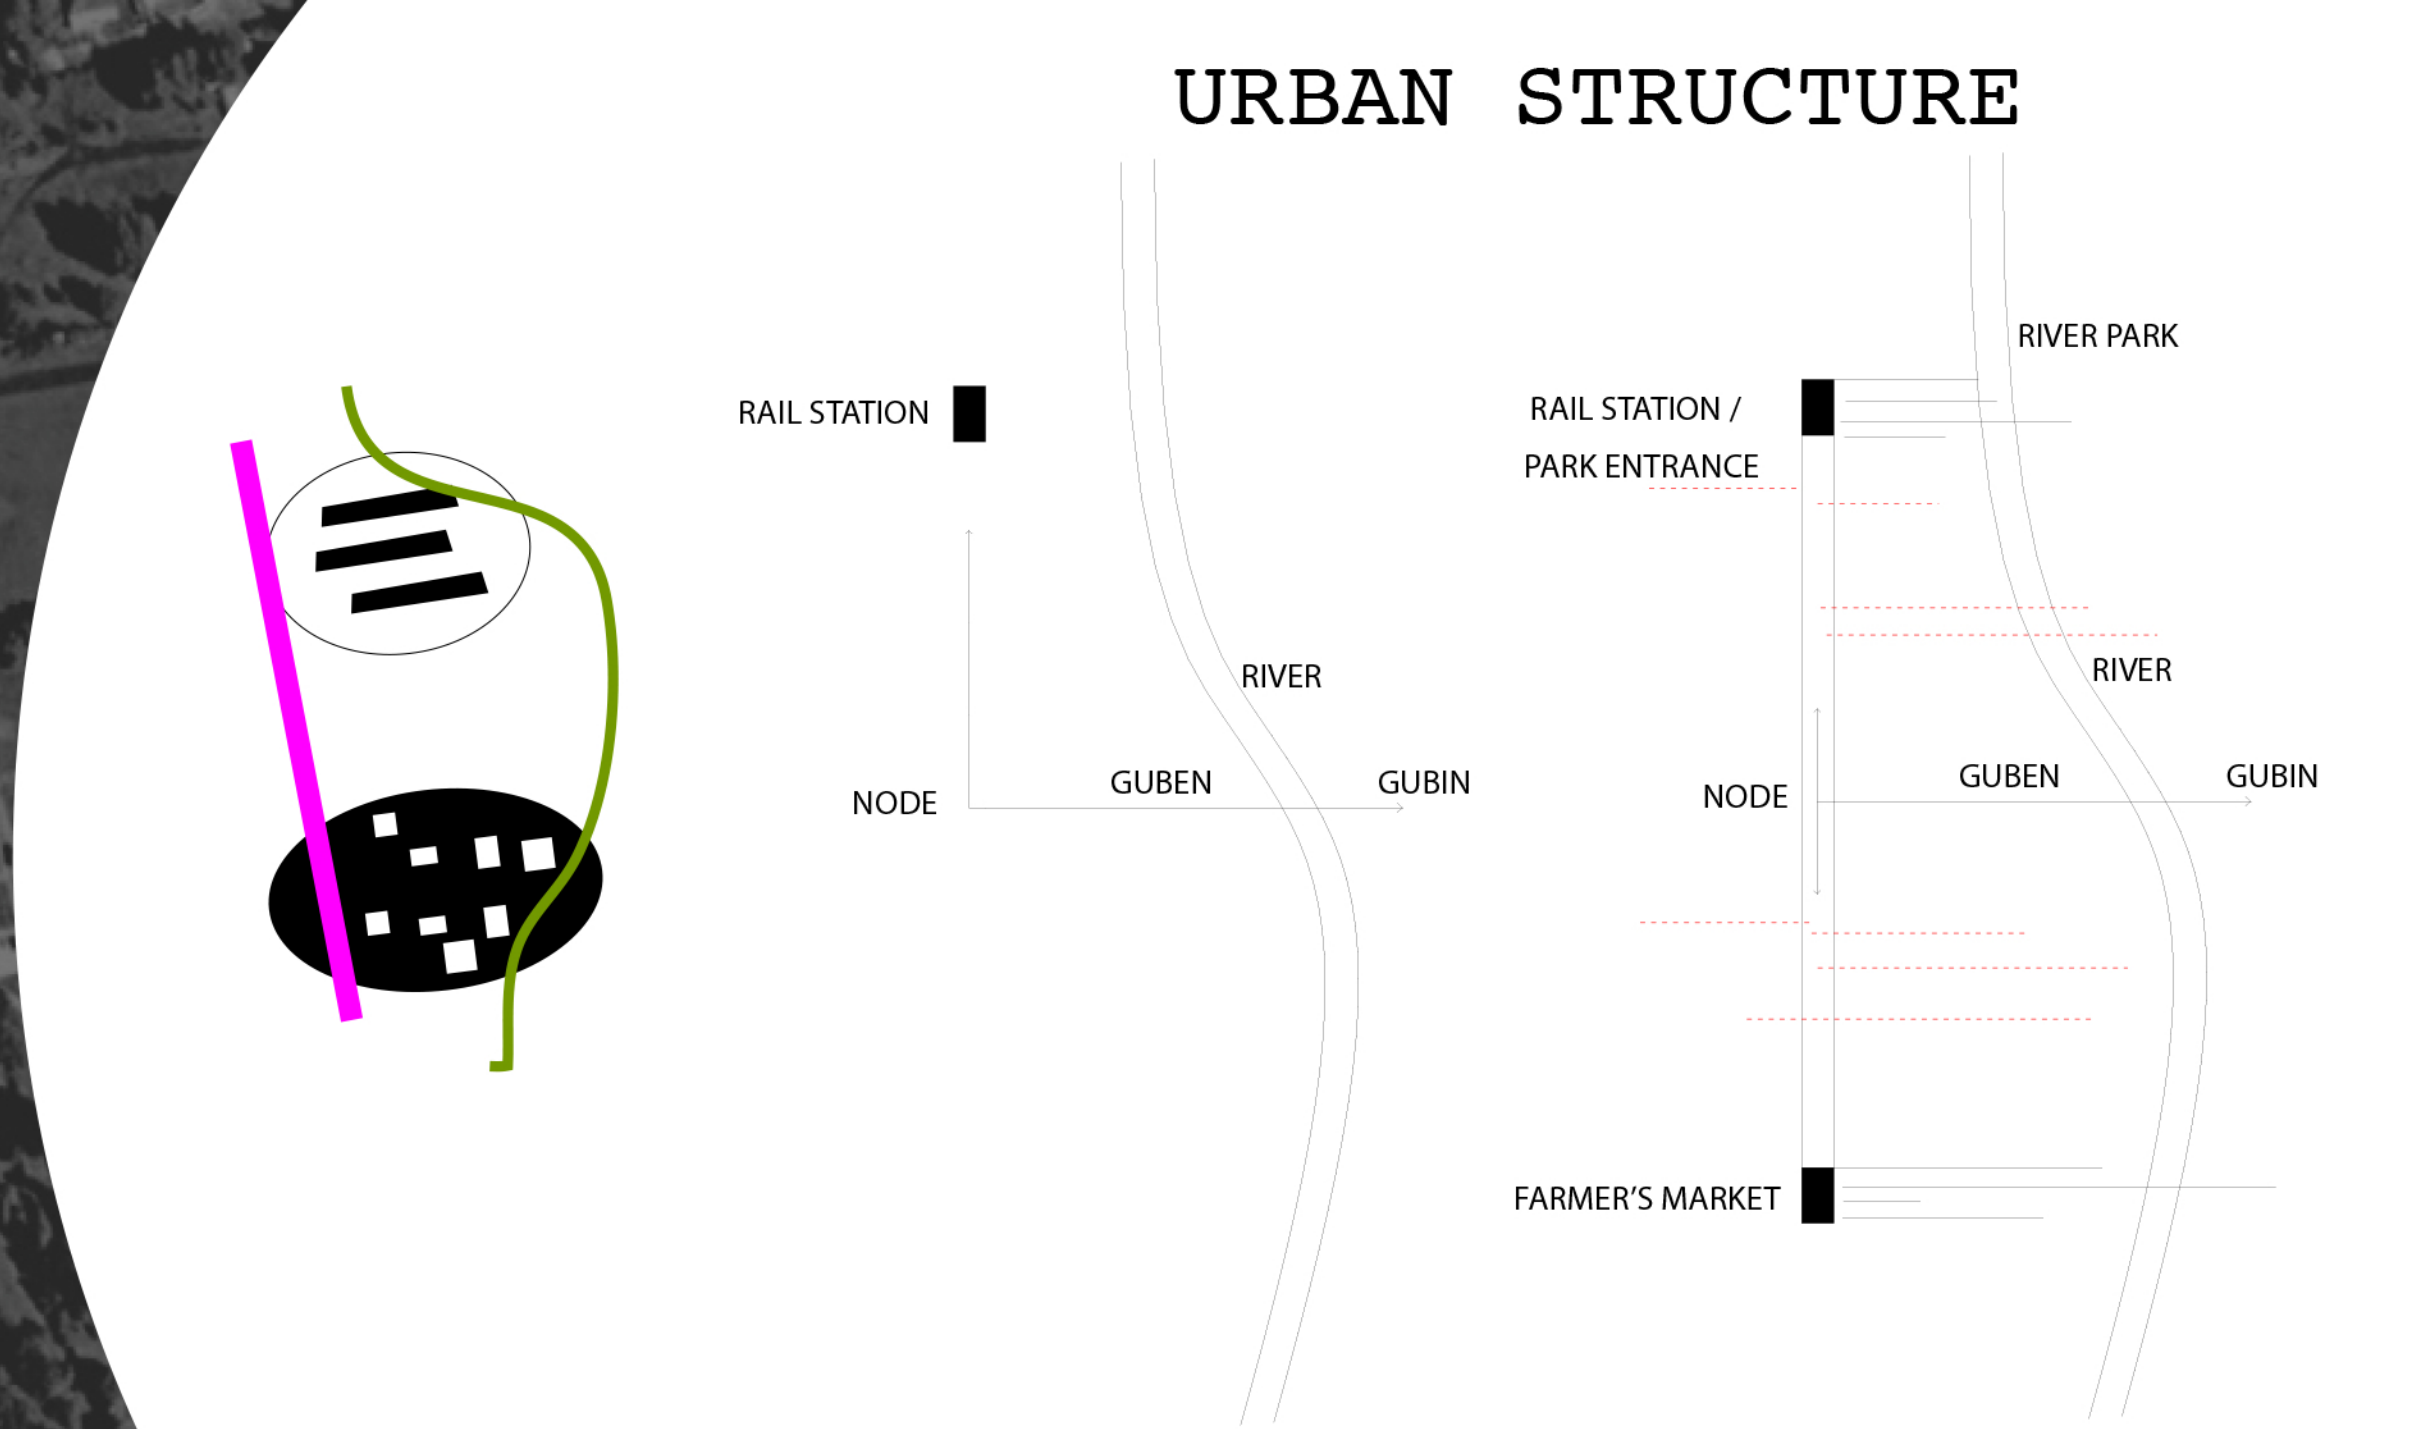 URBAN STRUCTURE
RAIL STATION
RIVER
NODE
GUBEN
GUBIN
RIVER PARK
RAIL STATION /
PARK ENTRANCE
RIVER
NODE
GUBEN
GUBIN
FARMER’S MARKET